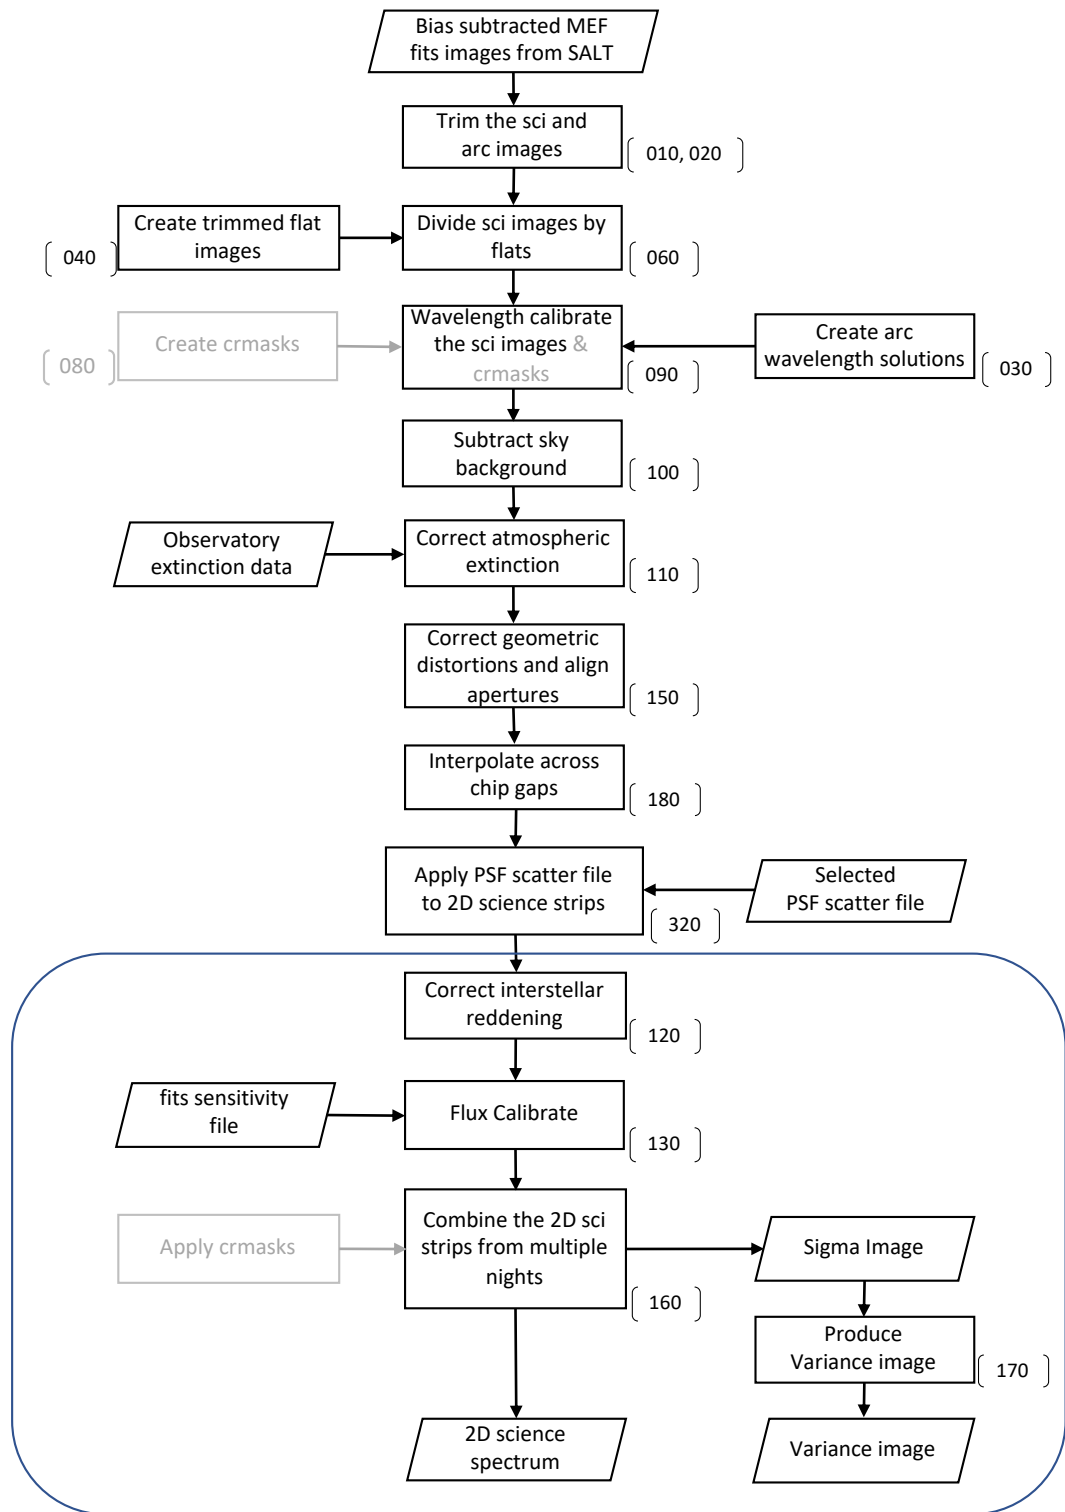 Bias subtracted MEF
fits images from SALT
Trim the sci and
arc images
010, 020
Create trimmed flat
images
040
Divide sci images by
flats
060
Create crmasks
080
Wavelength calibrate
the sci images &
crmasks
090
Create arc
wavelength solutions
030
Subtract sky
background
100
Observatory
extinction data
Correct atmospheric
extinction
110
Correct geometric
distortions and align
apertures
150
Interpolate across
chip gaps
180
Apply PSF scatter file
to 2D science strips
320
Selected
PSF scatter file
Correct interstellar
reddening
120
fits sensitivity
file
Flux Calibrate
130
Apply crmasks
Combine the 2D sci
strips from multiple
nights
160
Sigma Image
Produce
Variance image
170
2D science
spectrum
Variance image